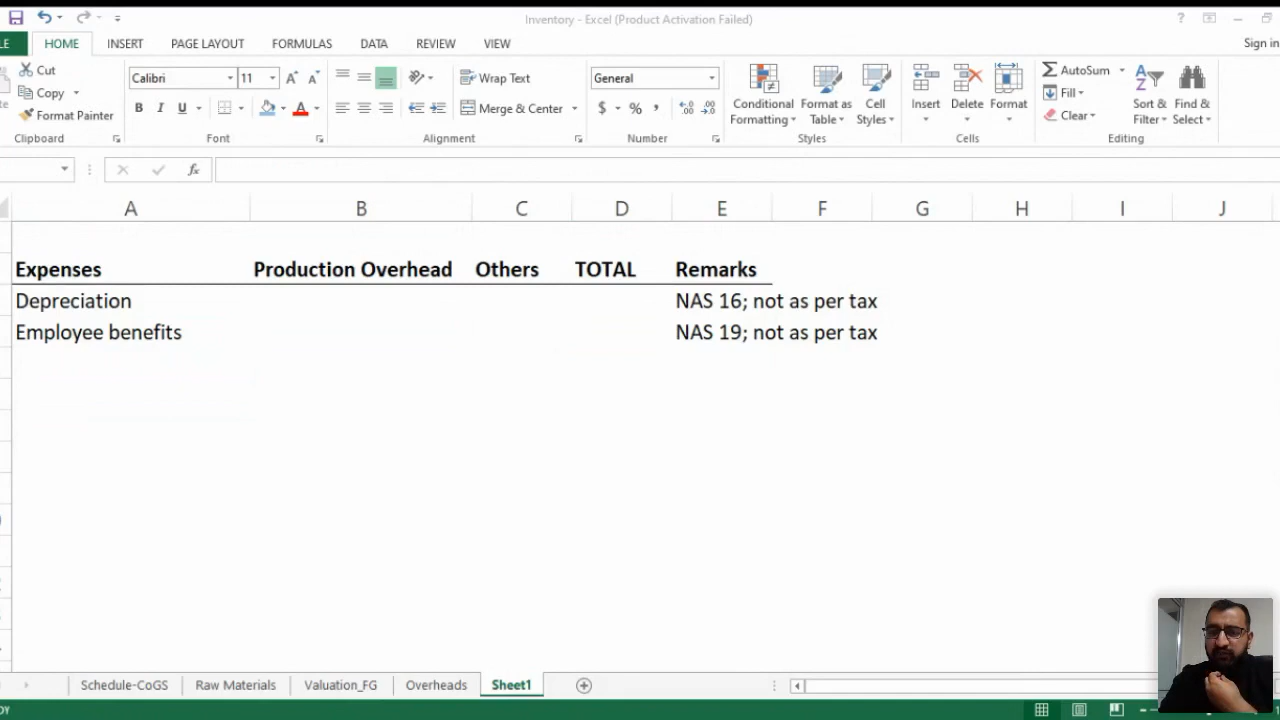 Inventory - Excel (Product Activation Failed)
HOME INSERT PAGE LAYOUT FORMULAS DATA REVIEW VIEW Sign in
Cut
Copy
Format Painter
Clipboard
Calibri 11
B I U
Font
Wrap Text
Merge & Center
Alignment
General
$ % ,
Number
Conditional Formatting
Format as Table
Cell Styles
Styles
Insert
Delete
Format
Cells
AutoSum
Fill
Clear
Sort & Filter
Find & Select
Editing
fx
A B C D E F G H I J
Expenses Production Overhead Others TOTAL Remarks
Depreciation NAS 16; not as per tax
Employee benefits NAS 19; not as per tax
Schedule-CoGS Raw Materials Valuation_FG Overheads Sheet1